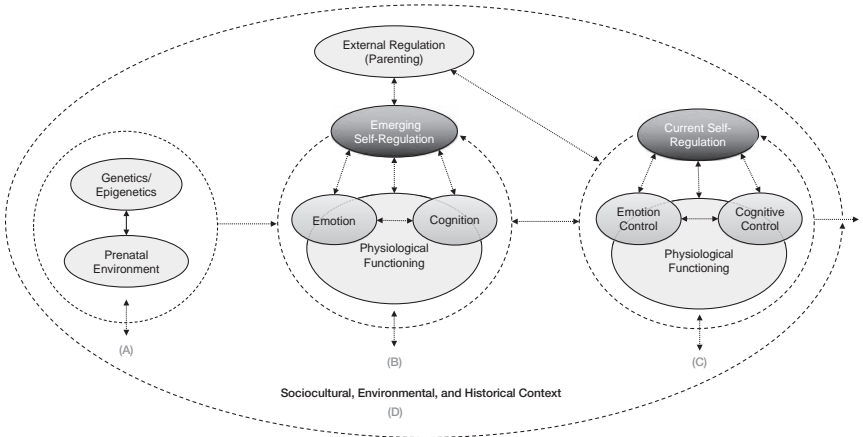 External Regulation
(Parenting)
Emerging
Self-Regulation
Current Self-
Regulation
Genetics/
Epigenetics
Prenatal
Environment
Emotion
Cognition
Physiological
Functioning
Emotion
Control
Cognitive
Control
Physiological
Functioning
(A)
(B)
(C)
Sociocultural, Environmental, and Historical Context
(D)